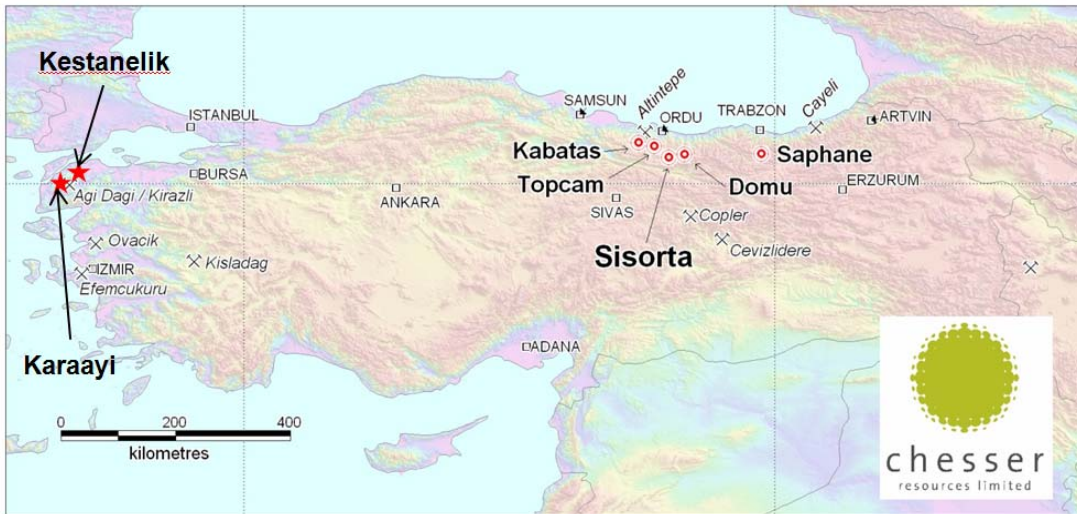 Kestanelik
ISTANBUL
SAMSUN
Altintepe
ORDU
TRABZON
Cayeli
ARTVIN
Kabatas
Saphane
BURSA
Agi Dagi / Kirazli
ANKARA
Topcam
Domu
ERZURUM
SIVAS
Copler
Ovacik
Sisorta
Cevizlidere
IZMIR
Kisladag
Efemcukuru
Karaayi
ADANA
0 200 400
kilometres
chesser
resources limited